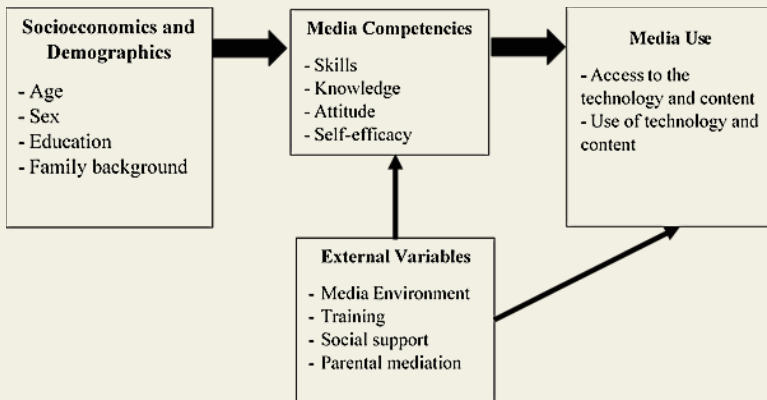 Socioeconomics and
Demographics
- Age
- Sex
- Education
- Family background
Media Competencies
- Skills
- Knowledge
- Attitude
- Self-efficacy
Media Use
- Access to the
technology and content
- Use of technology and
content
External Variables
- Media Environment
- Training
- Social support
- Parental mediation